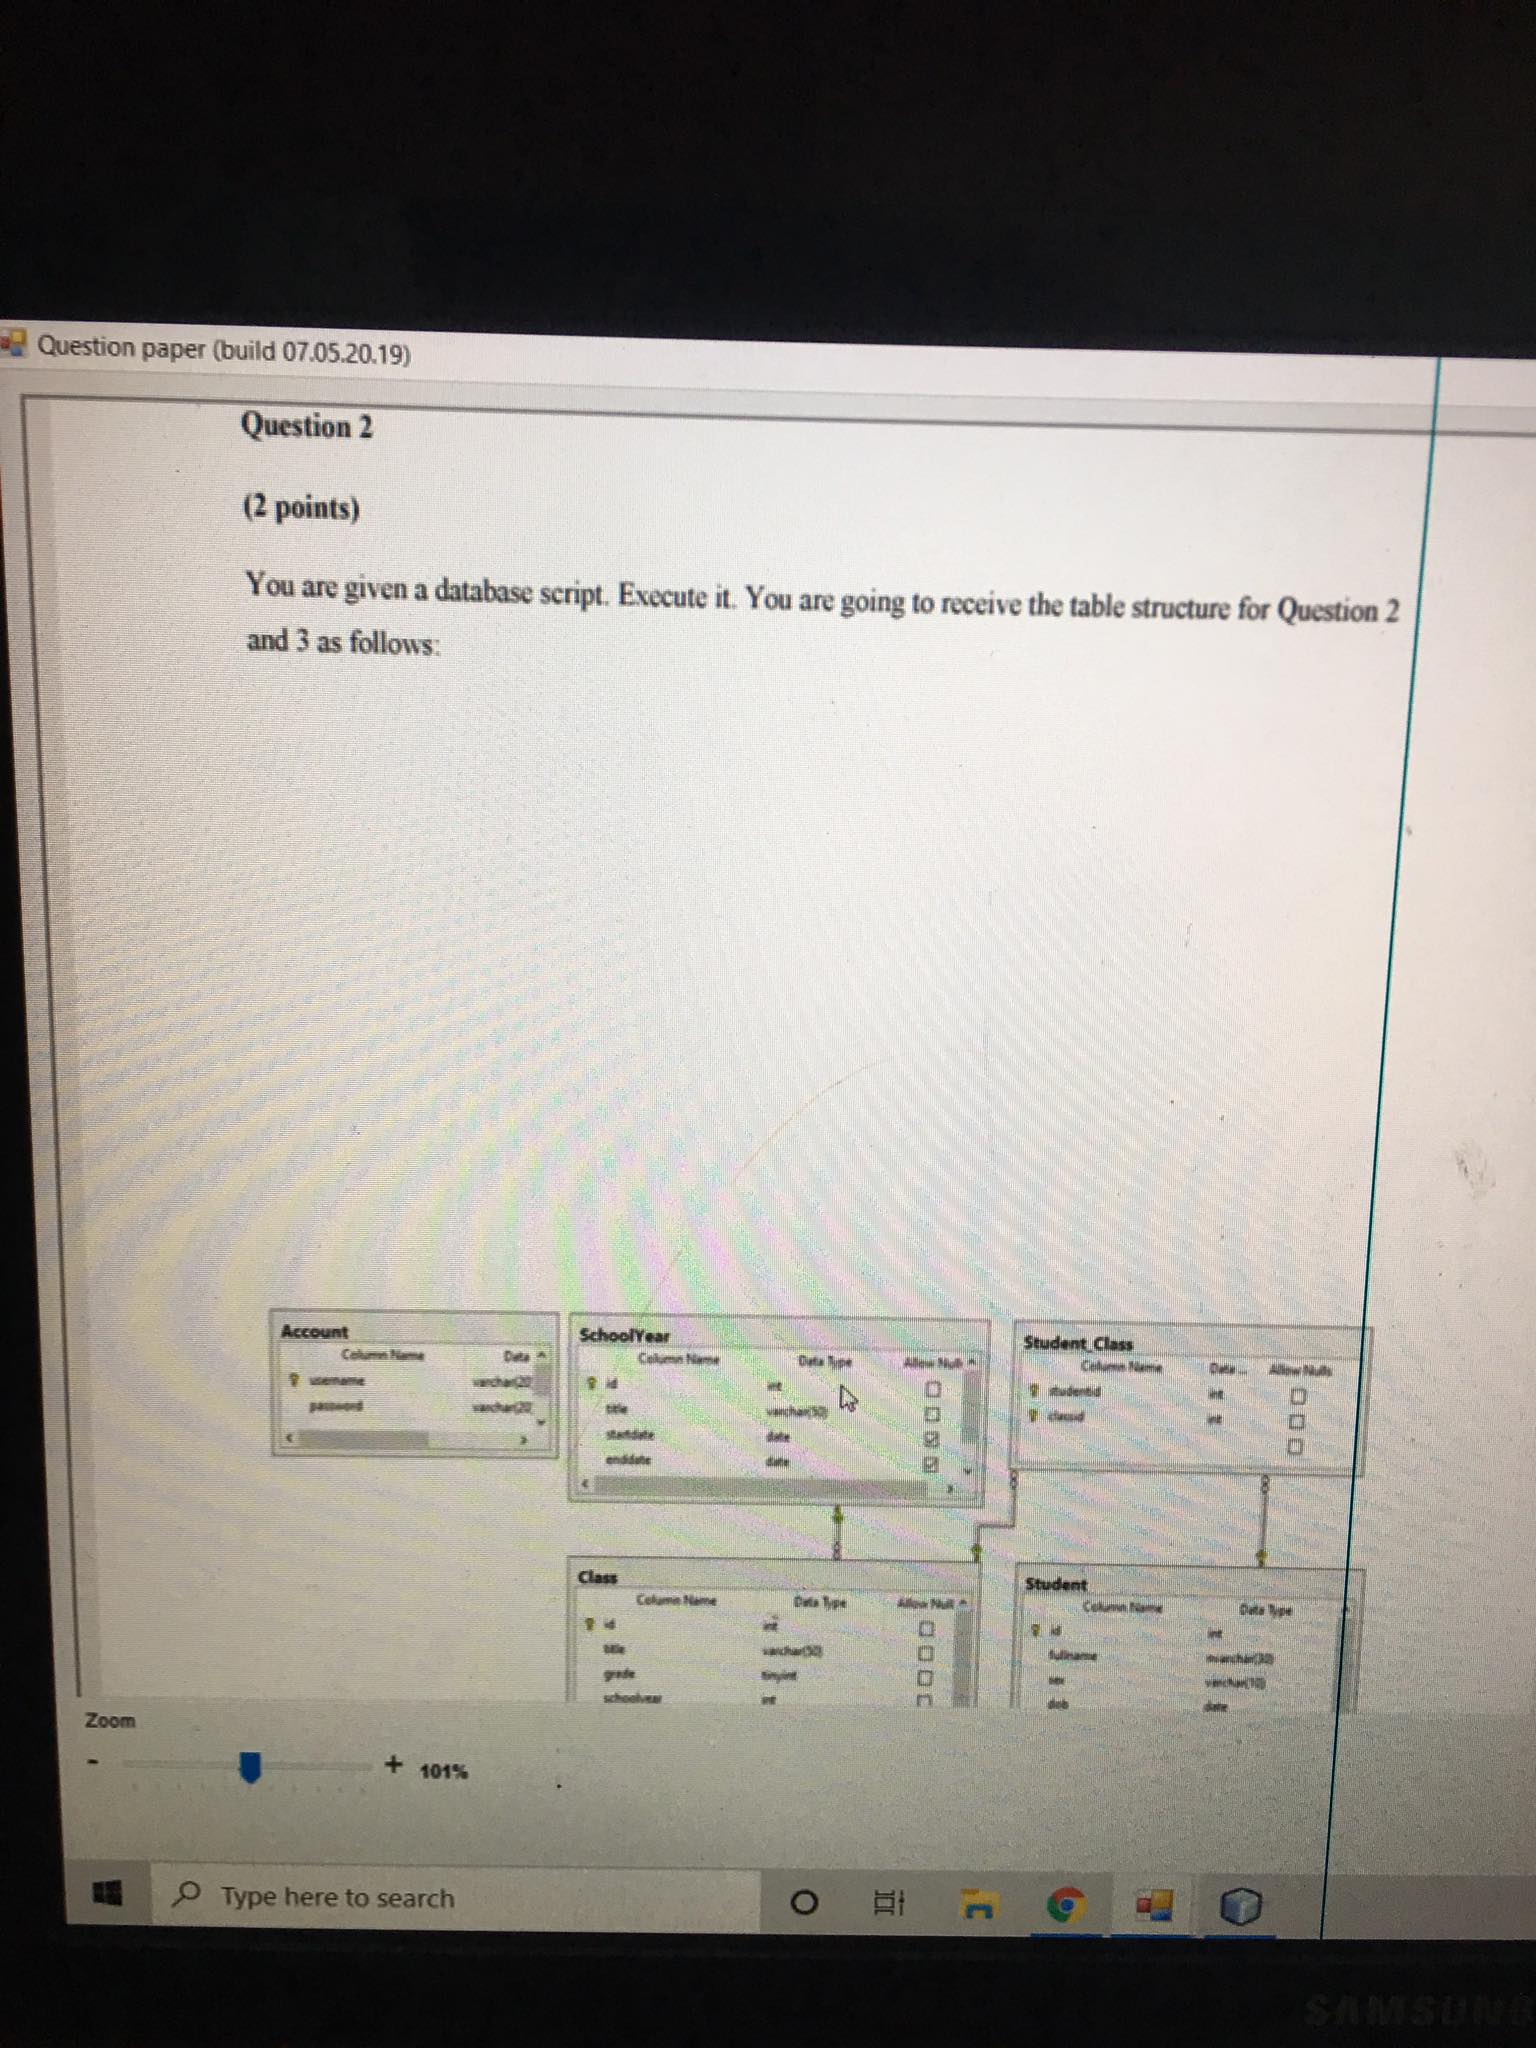 Question paper (build 07.05.20.19)
Question 2
(2 points)
You are given a database script. Execute it. You are going to receive the table structure for Question 2
and 3 as follows:
Account
Column Name Data
username varchar(20
password varchar(20
SchoolYear
Column Name Data Type Allow Null
id int
title varchar(50)
startdate date
enddate date
Student_Class
Column Name Data ... Allow Nulls
studentid int
classid int
Class
Column Name Data Type Allow Null
id int
title varchar(50)
grade tinyint
schoolyear int
Student
Column Name Data Type
id int
fullname
sex varchar(10)
dob date
Zoom
- + 101%
Type here to search
SAMSUNG